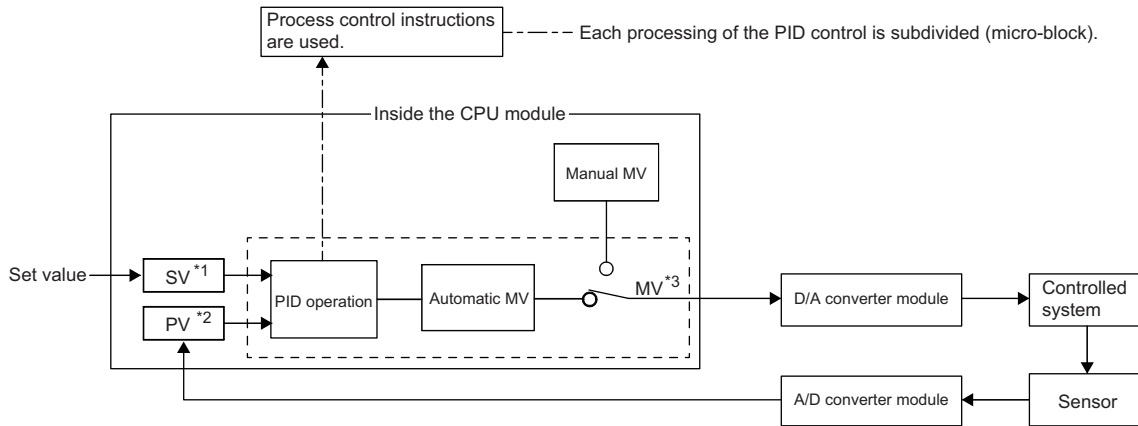 Process control instructions
are used.
Each processing of the PID control is subdivided (micro-block).
Inside the CPU module
Manual MV
Set value
SV *1
PID operation
Automatic MV
MV*3
D/A converter module
Controlled
system
PV *2
A/D converter module
Sensor